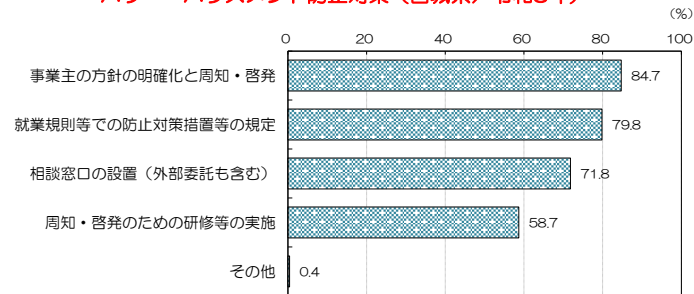 (%)
0 20 40 60 80 100
事業主の方針の明確化と周知・啓発 84.7
就業規則等での防止対策措置等の規定 79.8
相談窓口の設置（外部委託も含む） 71.8
周知・啓発のための研修等の実施 58.7
その他 0.4